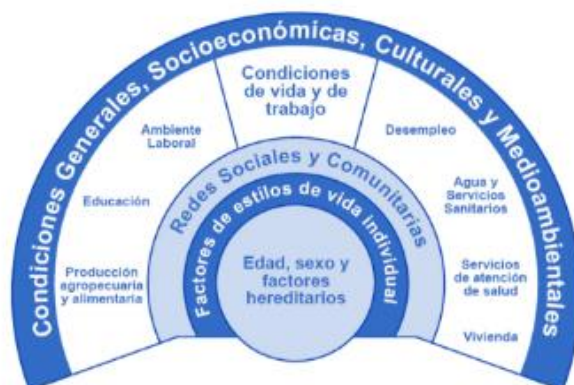 Condiciones Generales, Socioeconómicas, Culturales y Medioambientales
Condiciones
de vida y de
trabajo
Ambiente
Laboral
Desempleo
Educación
Agua y
Servicios
Sanitarios
Producción
agropecuaria
y alimentaria
Servicios
de atención
de salud
Vivienda
Redes Sociales y Comunitarias
Factores de estilos de vida individual
Edad, sexo y
factores
hereditarios